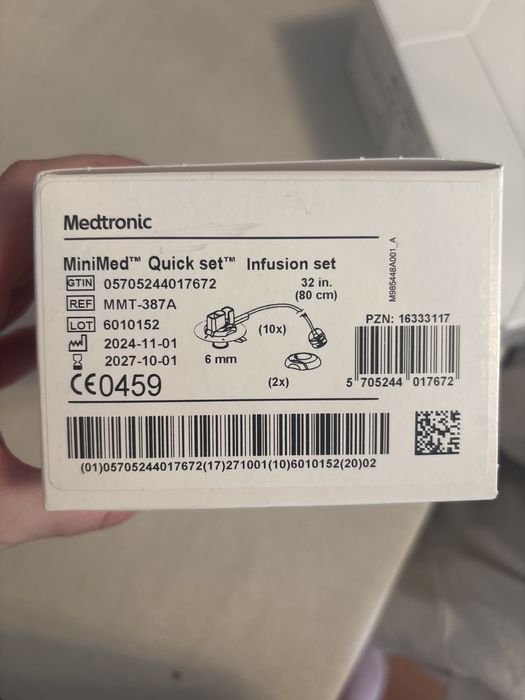 Medtronic
MiniMed™ Quick set™ Infusion set
GTIN 05705244017672
REF MMT-387A
LOT 6010152
2024-11-01
2027-10-01
CE0459
32 in.
(80 cm)
(10x)
6 mm
(2x)
M985448A001_A
PZN: 16333117
5 705244 017672
(01)05705244017672(17)271001(10)6010152(20)02